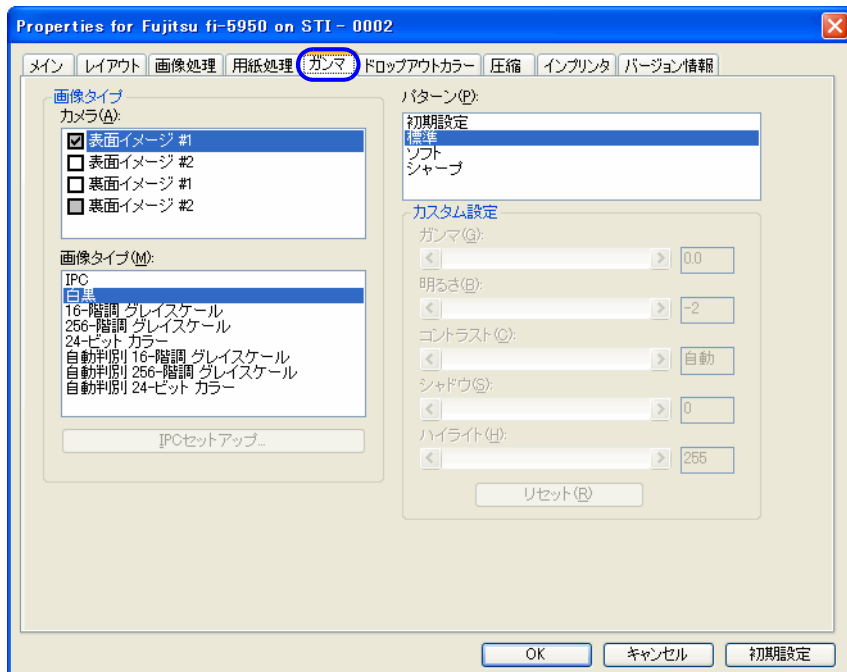 Properties for Fujitsu fi-5950 on STI - 0002
メイン レイアウト 画像処理 用紙処理 ガンマ ドロップアウトカラー 圧縮 インプリンタ バージョン情報
画像タイプ
カメラ(A):
表面イメージ #1
表面イメージ #2
裏面イメージ #1
裏面イメージ #2
画像タイプ(M):
IPC
白黒
16-階調 グレイスケール
256-階調 グレイスケール
24-ビット カラー
自動判別 16-階調 グレイスケール
自動判別 256-階調 グレイスケール
自動判別 24-ビット カラー
IPCセットアップ...
パターン(P):
初期設定
標準
ソフト
シャープ
カスタム設定
ガンマ(G):
0.0
明るさ(B):
-2
コントラスト(C):
自動
シャドウ(S):
0
ハイライト(H):
255
リセット(R)
OK キャンセル 初期設定